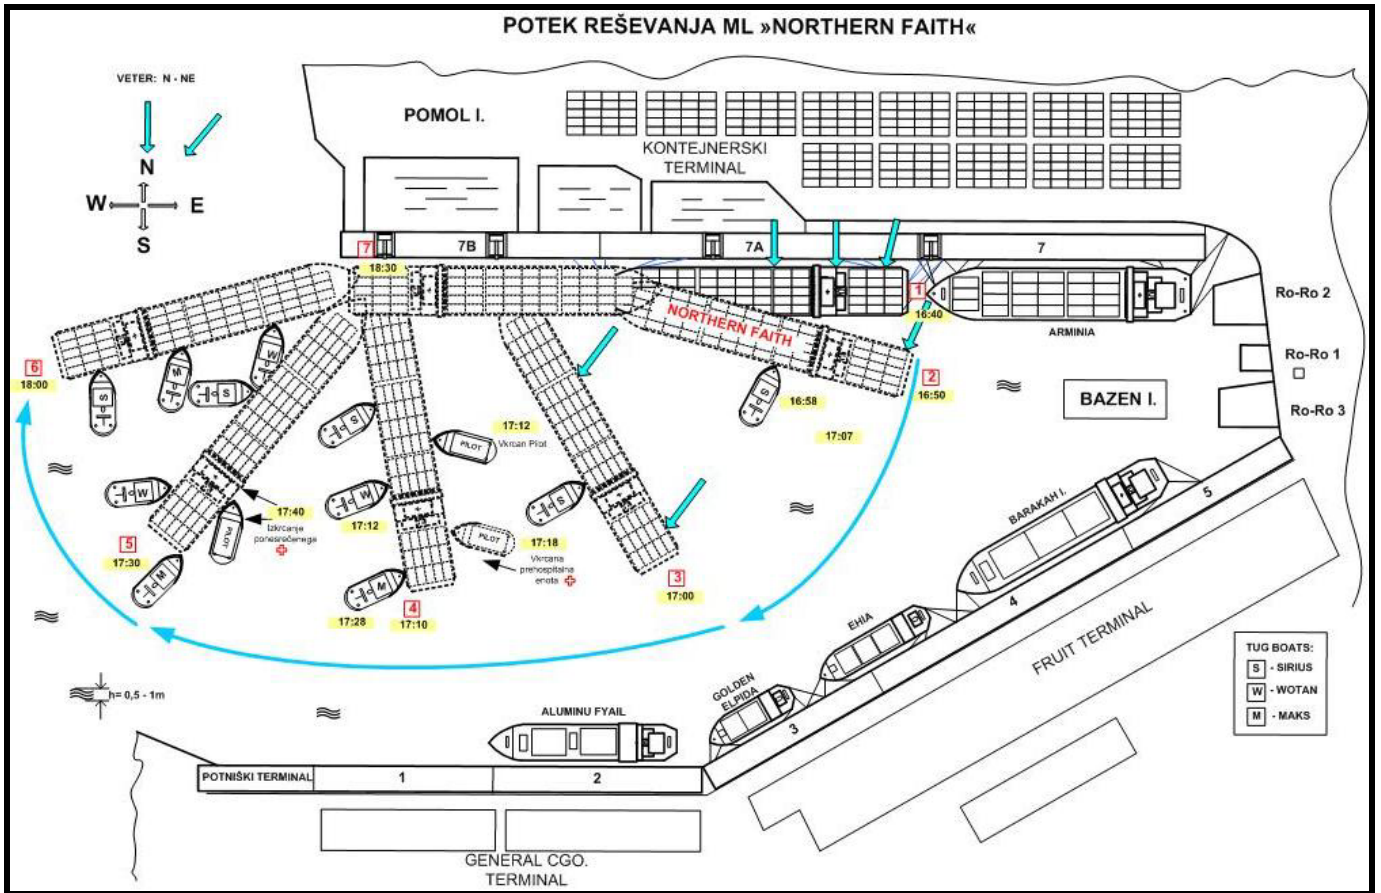 POTEK REŠEVANJA ML »NORTHERN FAITH«
VETER: N - NE
N
W
E
S
POMOL I.
KONTEJNERSKI
TERMINAL
7B
7A
7
7
18:30
1
16:40
ARMINIA
NORTHERN FAITH
Ro-Ro 2
Ro-Ro 1
Ro-Ro 3
BAZEN I.
6
18:00
S
W
S
W
2
16:50
S
16:58
17:07
S
17:12
Vkrcan Pilot
PILOT
W
W
17:12
S
17:40
Izkrcanje
ponesrečenega
PILOT
5
17:30
M
PILOT
17:18
Vkrcana
prehospitalna
enota
3
17:00
M
17:28
4
17:10
BARAKAH I.
5
4
EHIA
GOLDEN
ELPIDA
3
FRUIT TERMINAL
h= 0,5 - 1m
TUG BOATS:
S - SIRIUS
W - WOTAN
M - MAKS
ALUMINU FYAIL
POTNIŠKI TERMINAL
1
2
GENERAL CGO.
TERMINAL